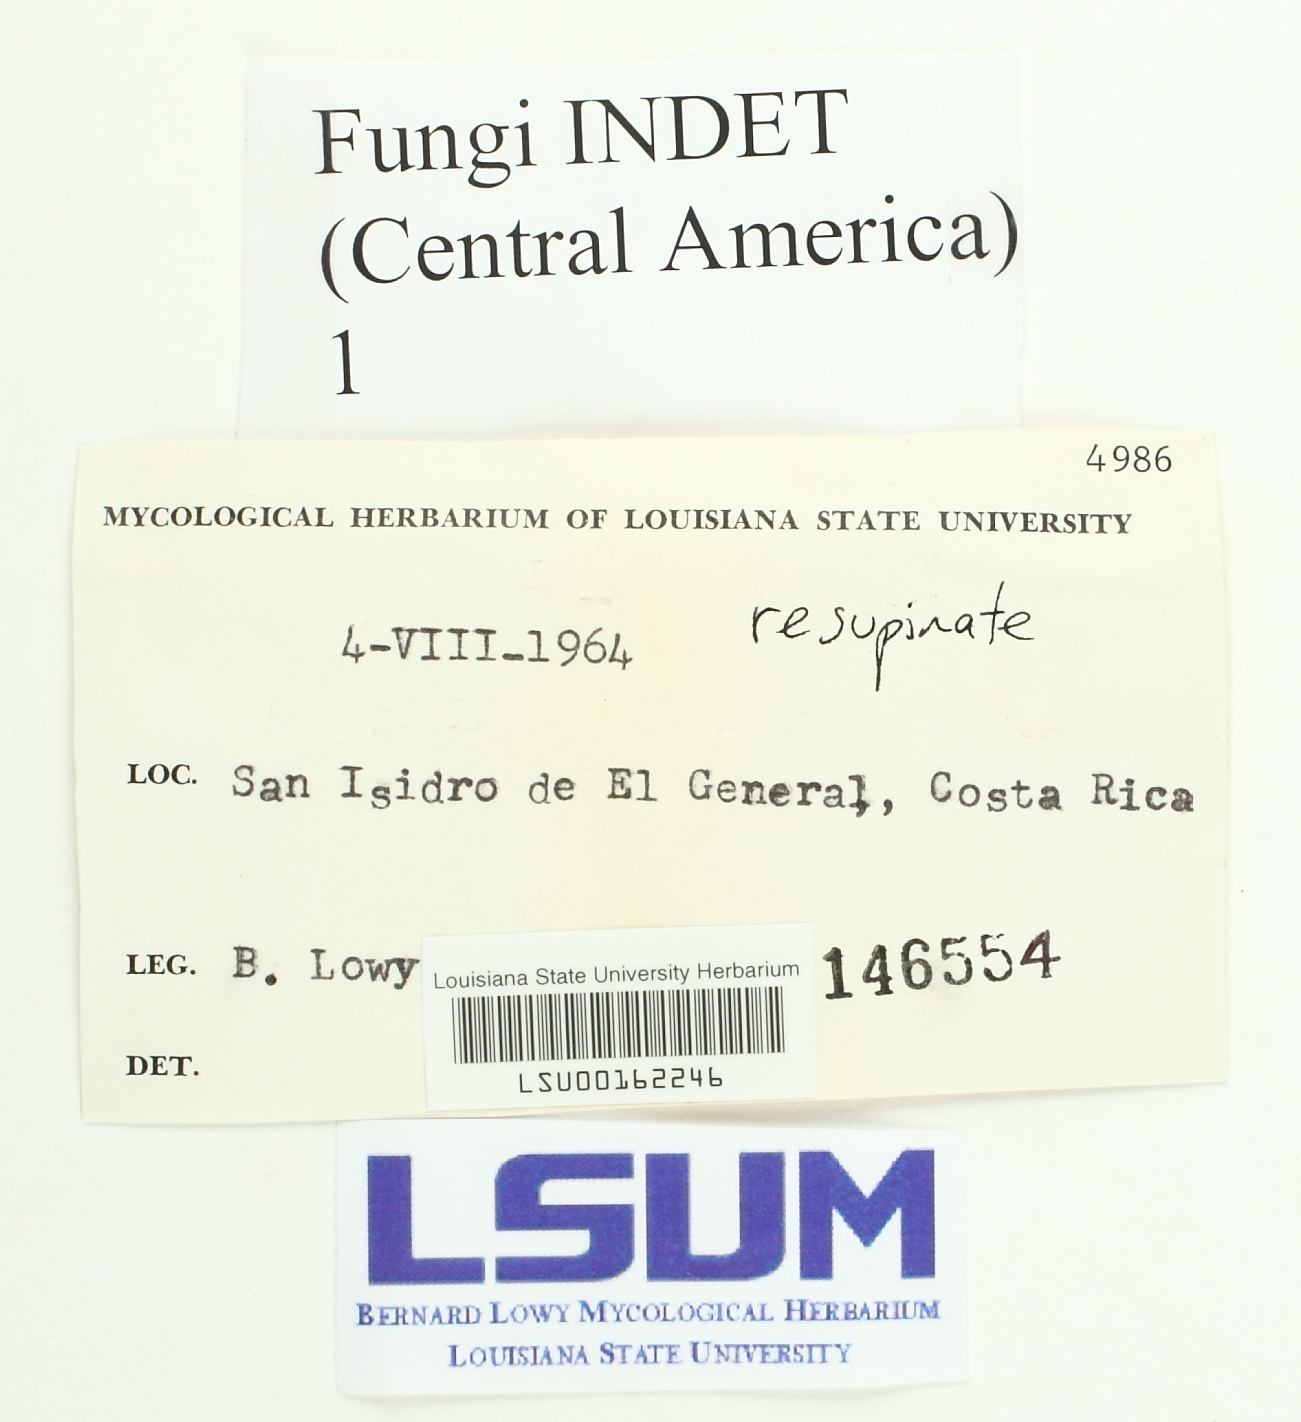 Fungi INDET
(Central America)
1
4986
MYCOLOGICAL HERBARIUM OF LOUISIANA STATE UNIVERSITY
4-VIII-1964 resupinate
LOC. San Isidro de El General, Costa Rica
LEG. B. Lowy
Louisiana State University Herbarium
LSU00162246
146554
DET.
LSUM
BERNARD LOWY MYCOLOGICAL HERBARIUM
LOUISIANA STATE UNIVERSITY